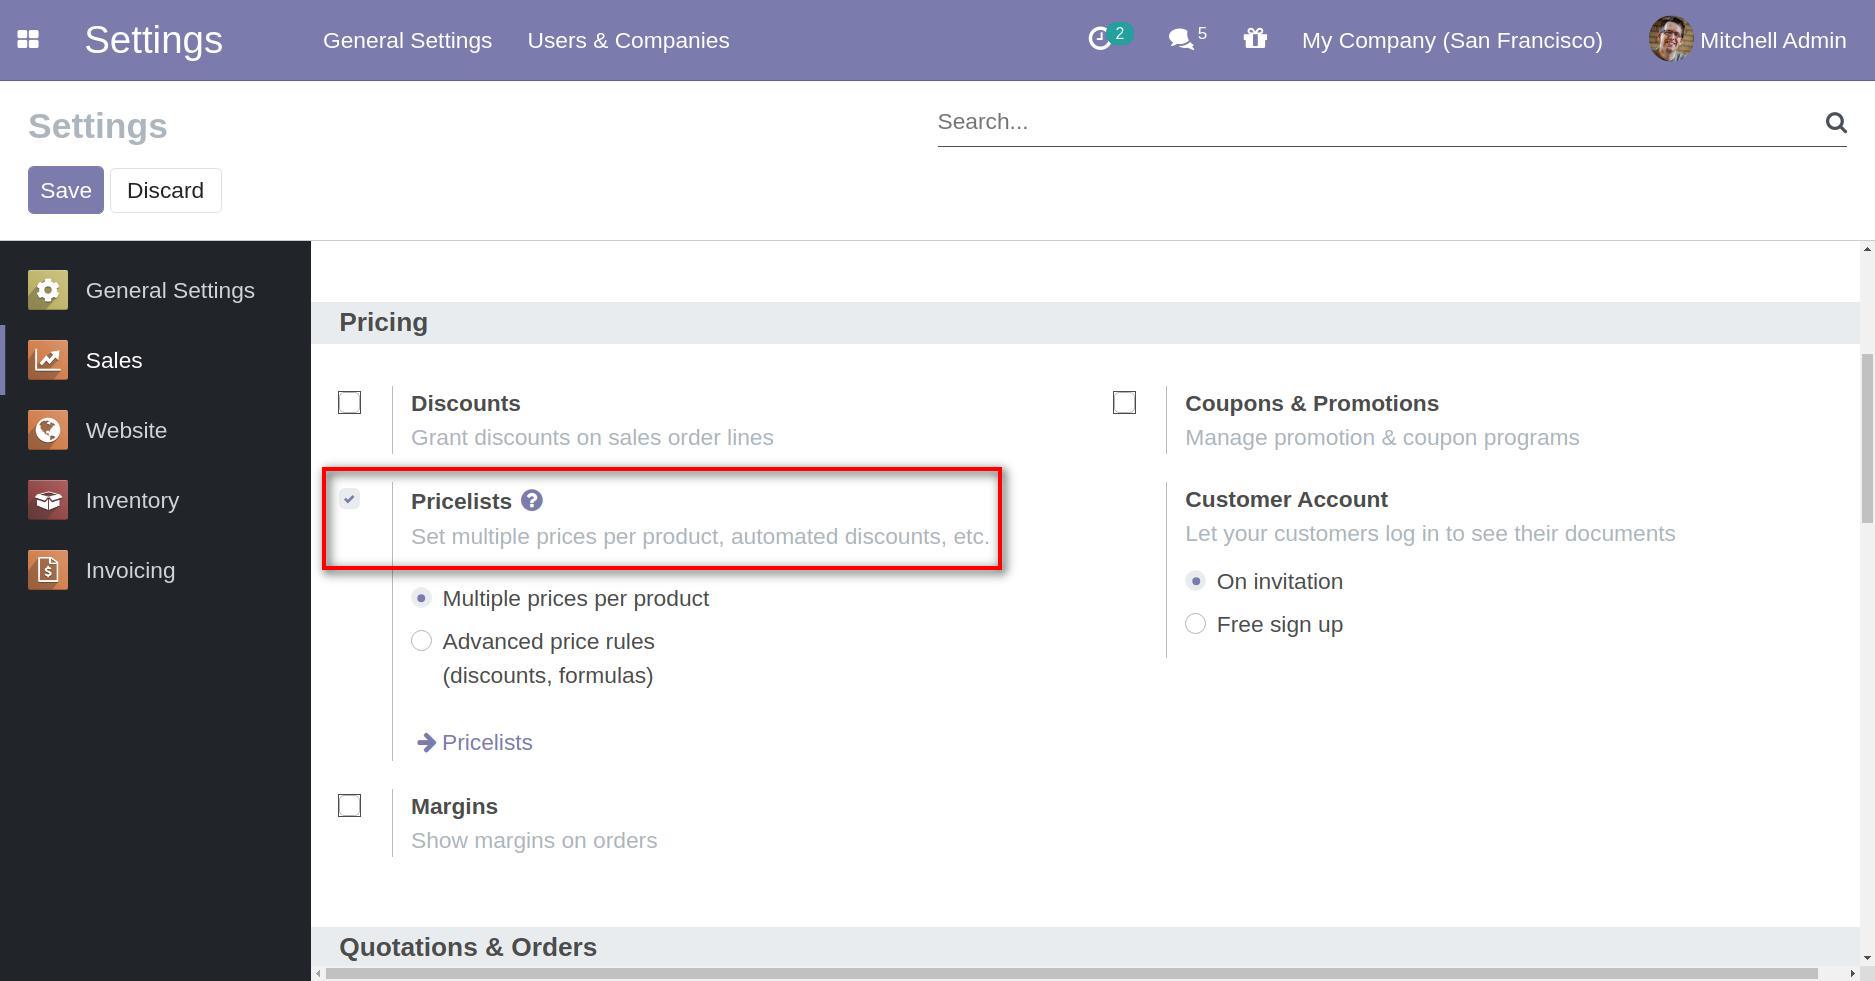 Settings
General Settings
Users & Companies
2
5
My Company (San Francisco)
Mitchell Admin
Settings
Search...
Save
Discard
General Settings
Sales
Website
Inventory
Invoicing
Pricing
Discounts
Grant discounts on sales order lines
Coupons & Promotions
Manage promotion & coupon programs
Pricelists ?
Set multiple prices per product, automated discounts, etc.
Multiple prices per product
Advanced price rules
(discounts, formulas)
Pricelists
Customer Account
Let your customers log in to see their documents
On invitation
Free sign up
Margins
Show margins on orders
Quotations & Orders